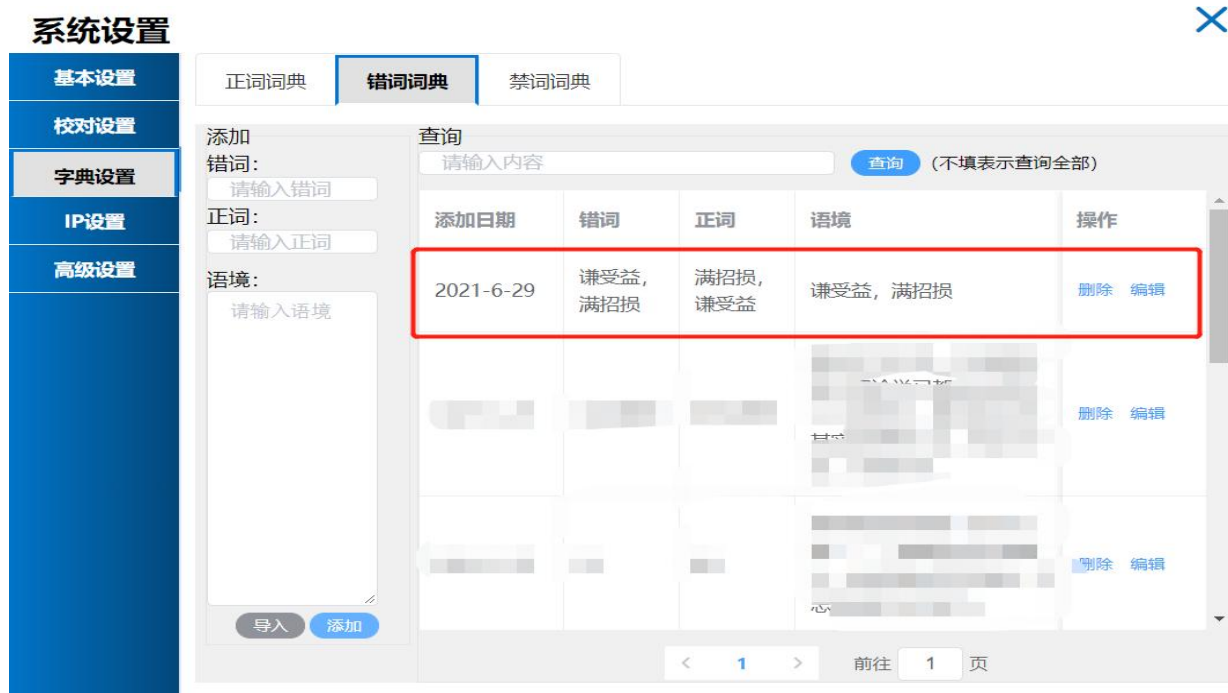 系统设置
基本设置
校对设置
字典设置
IP设置
高级设置
正词词典
错词词典
禁词词典
添加
错词：
请输入错词
正词：
请输入正词
语境：
请输入语境
导入
添加
查询
请输入内容
查询
(不填表示查询全部)
添加日期
错词
正词
语境
操作
2021-6-29
谦受益，
满招损
满招损，
谦受益
谦受益，满招损
删除
编辑
删除
编辑
删除
编辑
<
1
>
前往
1
页